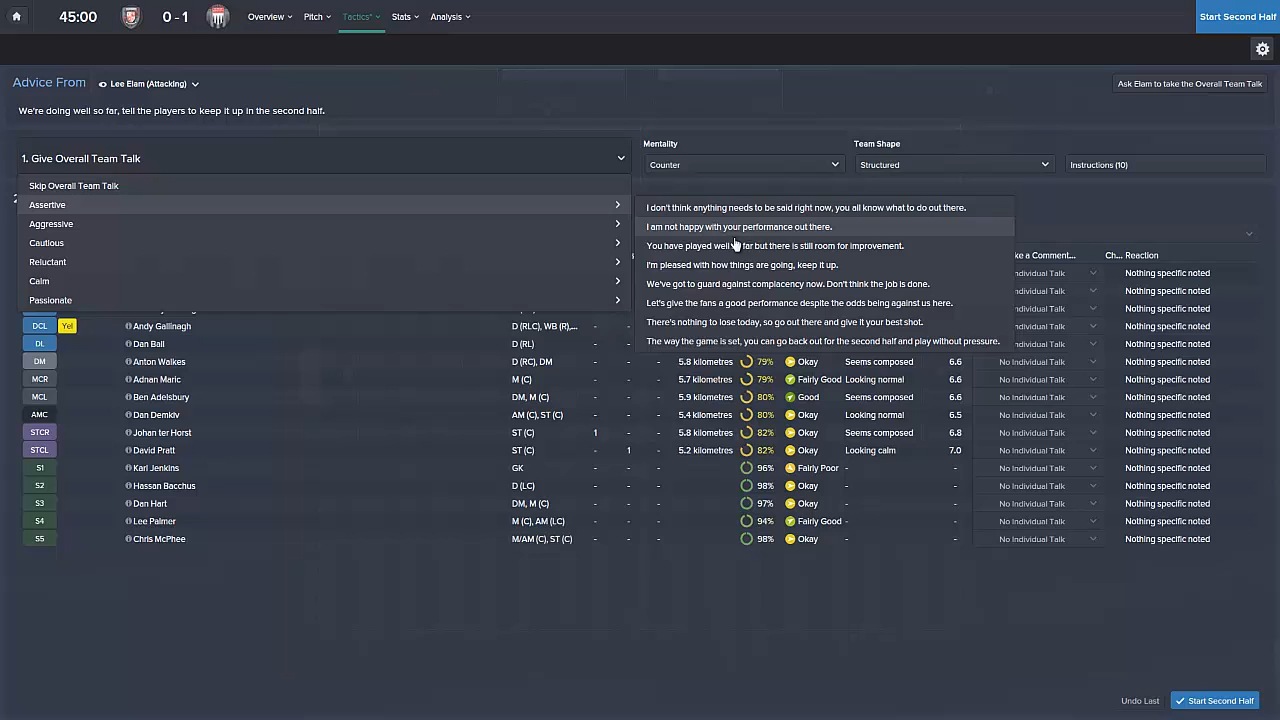 45:00 0 - 1 Overview Pitch Tactics* Stats Analysis Start Second Half
Advice From Lee Elam (Attacking) Ask Elam to take the Overall Team Talk
We're doing well so far, tell the players to keep it up in the second half.
Mentality Team Shape
1. Give Overall Team Talk Counter Structured Instructions (10)
Skip Overall Team Talk
Assertive
Aggressive
Cautious
Reluctant
Calm
Passionate
I don't think anything needs to be said right now, you all know what to do out there.
I am not happy with your performance out there.
You have played well so far but there is still room for improvement.
I'm pleased with how things are going, keep it up.
We've got to guard against complacency now. Don't think the job is done.
Let's give the fans a good performance despite the odds being against us here.
There's nothing to lose today, so go out there and give it your best shot.
The way the game is set, you can go back out for the second half and play without pressure.
ke a Comment... Ch... Reaction
Individual Talk Nothing specific noted
Individual Talk Nothing specific noted
Individual Talk Nothing specific noted
DCL Yel Andy Gallinagh D (RLC), WB (R),... - - Individual Talk Nothing specific noted
DL Dan Ball D (RL) - - Individual Talk Nothing specific noted
DM Anton Walkes D (RC), DM - - - 5.8 kilometres 79% Okay Seems composed 6.6 No Individual Talk Nothing specific noted
MCR Adnan Maric M (C) - - - 5.7 kilometres 79% Fairly Good Looking normal 6.6 No Individual Talk Nothing specific noted
MCL Ben Adelsbury DM, M (C) - - - 5.9 kilometres 80% Good Seems composed 6.6 No Individual Talk Nothing specific noted
AMC Dan Demkiv AM (C), ST (C) - - - 5.4 kilometres 80% Okay Looking normal 6.5 No Individual Talk Nothing specific noted
STCR Johan ter Horst ST (C) 1 - - 5.8 kilometres 82% Okay Seems composed 6.8 No Individual Talk Nothing specific noted
STCL David Pratt ST (C) - 1 - 5.2 kilometres 82% Okay Looking calm 7.0 No Individual Talk Nothing specific noted
S1 Karl Jenkins GK - - - 96% Fairly Poor - - No Individual Talk Nothing specific noted
S2 Hassan Bacchus D (LC) - - - 98% Okay - - No Individual Talk Nothing specific noted
S3 Dan Hart DM, M (C) - - - 97% Okay - - No Individual Talk Nothing specific noted
S4 Lee Palmer M (C), AM (LC) - - - 94% Fairly Good - - No Individual Talk Nothing specific noted
S5 Chris McPhee M/AM (C), ST (C) - - - 98% Okay - - No Individual Talk Nothing specific noted
Undo Last Start Second Half